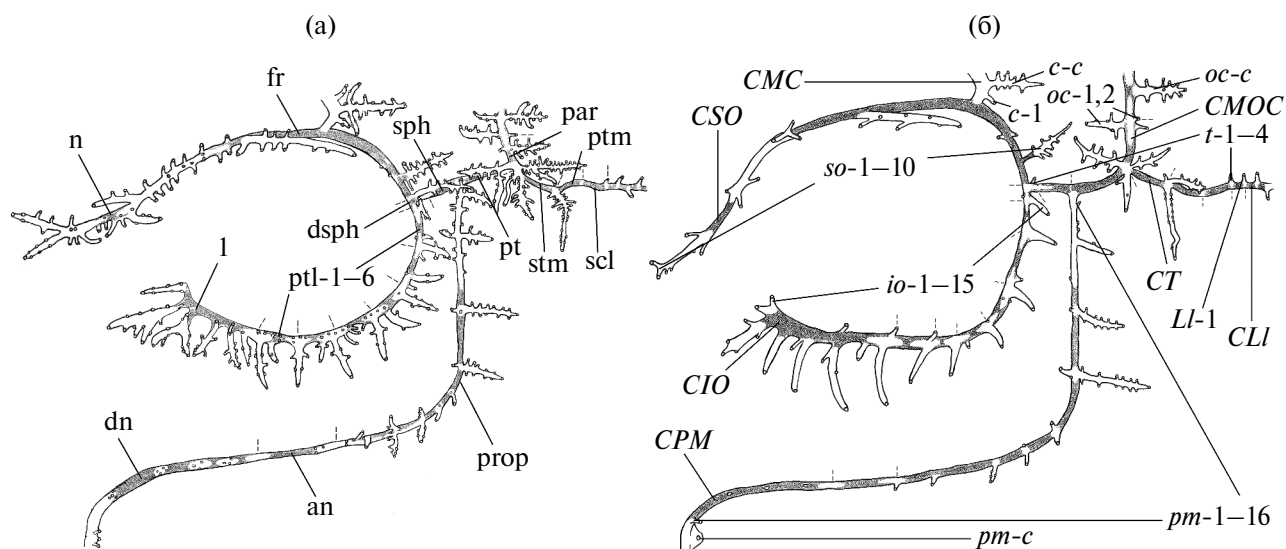 (а)
(б)
fr
n
sph
par
ptm
dsph
pt
stm
scl
1
ptl-1–6
dn
an
prop
CMC
c-c
c-1
oc-1,2
oc-c
CMOC
t-1–4
CSO
so-1–10
io-1–15
CT
Ll-1
CLl
CIO
CPM
pm-1–16
pm-c